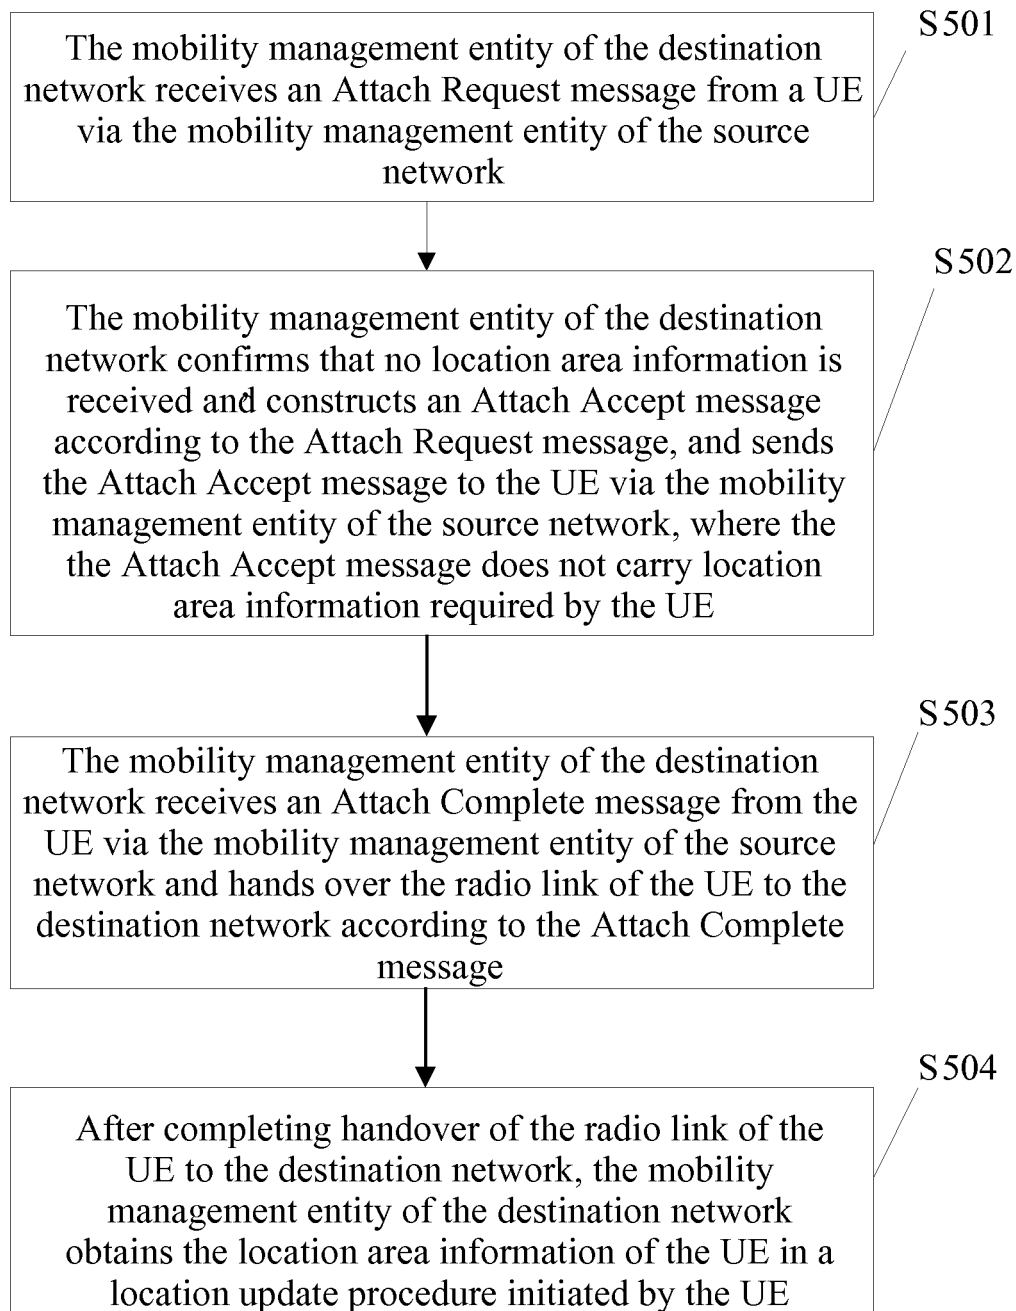 S501
The mobility management entity of the destination
network receives an Attach Request message from a UE
via the mobility management entity of the source
network
S502
The mobility management entity of the destination
network confirms that no location area information is
received and constructs an Attach Accept message
according to the Attach Request message, and sends
the Attach Accept message to the UE via the mobility
management entity of the source network, where the
the Attach Accept message does not carry location
area information required by the UE
S503
The mobility management entity of the destination
network receives an Attach Complete message from the
UE via the mobility management entity of the source
network and hands over the radio link of the UE to the
destination network according to the Attach Complete
message
S504
After completing handover of the radio link of the
UE to the destination network, the mobility
management entity of the destination network
obtains the location area information of the UE in a
location update procedure initiated by the UE